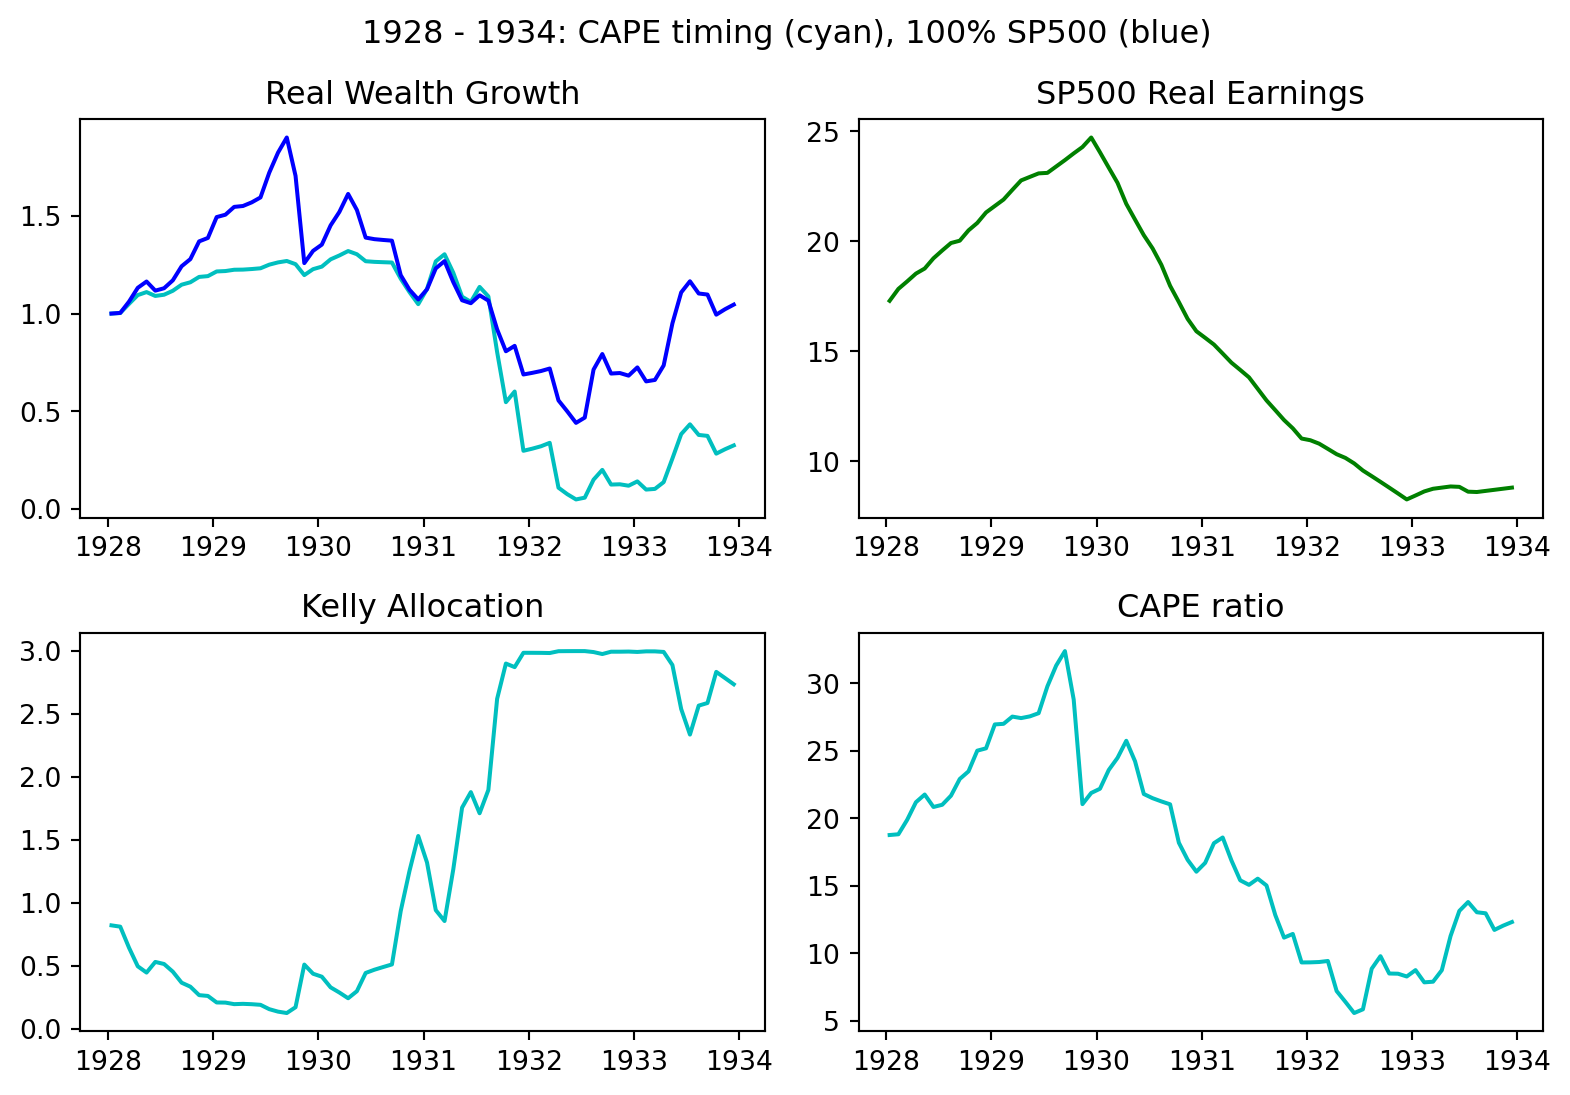 1928 - 1934: CAPE timing (cyan), 100% SP500 (blue)
Real Wealth Growth
1.5
1.0
0.5
0.0
1928 1929 1930 1931 1932 1933 1934
SP500 Real Earnings
25
20
15
10
1928 1929 1930 1931 1932 1933 1934
Kelly Allocation
3.0
2.5
2.0
1.5
1.0
0.5
0.0
1928 1929 1930 1931 1932 1933 1934
CAPE ratio
30
25
20
15
10
5
1928 1929 1930 1931 1932 1933 1934